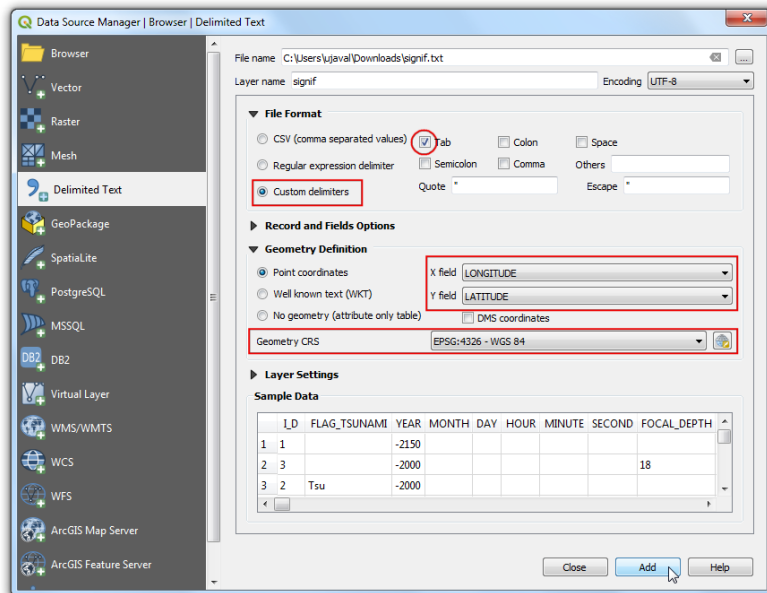 Data Source Manager | Browser | Delimited Text
Browser
Vector
Raster
Mesh
Delimited Text
GeoPackage
SpatiaLite
PostgreSQL
MSSQL
DB2 DB2
Virtual Layer
WMS/WMTS
WCS
WFS
ArcGIS Map Server
ArcGIS Feature Server
File name C:\Users\ujaval\Downloads\signif.txt ...
Layer name signif Encoding UTF-8
File Format
CSV (comma separated values) Tab Colon Space
Regular expression delimiter Semicolon Comma Others
Custom delimiters Quote " Escape "
Record and Fields Options
Geometry Definition
Point coordinates X field LONGITUDE
Well known text (WKT) Y field LATITUDE
No geometry (attribute only table) DMS coordinates
Geometry CRS EPSG:4326 - WGS 84
Layer Settings
Sample Data
I_D FLAG_TSUNAMI YEAR MONTH DAY HOUR MINUTE SECOND FOCAL_DEPTH
1 1 -2150
2 3 -2000 18
3 2 Tsu -2000
Close Add Help